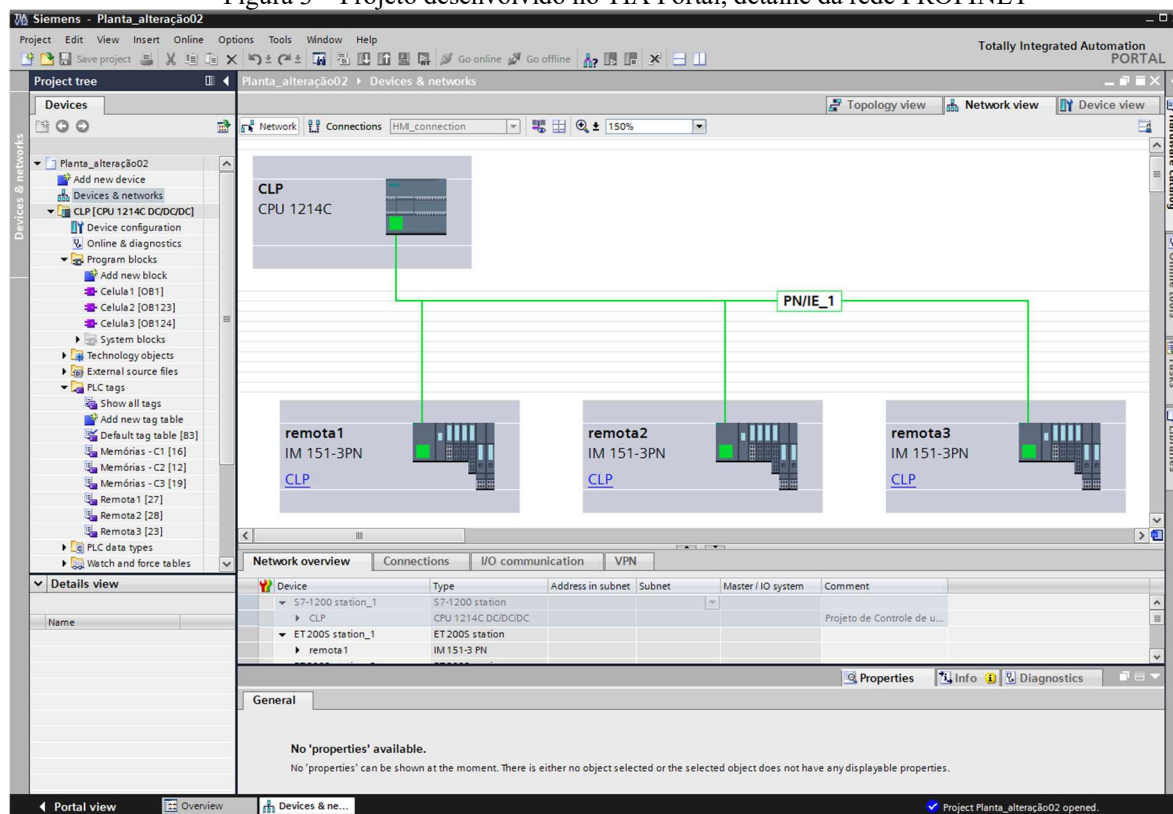 Figura 3 – Projeto desenvolvido no TIA Portal, detalhe da rede PROFINET
Siemens - Planta_alteração02
Project Edit View Insert Online Options Tools Window Help
Save project Go online Go offline
Totally Integrated Automation
PORTAL
Project tree
Planta_alteração02 ▸ Devices & networks
Devices
Topology view Network view Device view
Network Connections HMI_connection 150%
Devices & networks
Planta_alteração02
Add new device
Devices & networks
CLP [CPU 1214C DC/DC/DC]
Device configuration
Online & diagnostics
Program blocks
Add new block
Celula1 [OB1]
Celula2 [OB123]
Celula3 [OB124]
System blocks
Technology objects
External source files
PLC tags
Show all tags
Add new tag table
Default tag table [83]
Memórias - C1 [16]
Memórias - C2 [12]
Memórias - C3 [19]
Remota1 [27]
Remota2 [28]
Remota3 [23]
PLC data types
Watch and force tables
Details view
Name
CLP
CPU 1214C
PN/IE_1
remota1
IM 151-3PN
CLP
remota2
IM 151-3PN
CLP
remota3
IM 151-3PN
CLP
Network overview Connections I/O communication VPN
Device Type Address in subnet Subnet Master / IO system Comment
S7-1200 station_1 S7-1200 station
CLP CPU 1214C DC/DC/DC Projeto de Controle de u...
ET 200S station_1 ET 200S station
remota1 IM 151-3 PN
Properties Info Diagnostics
General
No 'properties' available.
No 'properties' can be shown at the moment. There is either no object selected or the selected object does not have any displayable properties.
Portal view Overview Devices & ne...
Project Planta_alteração02 opened.